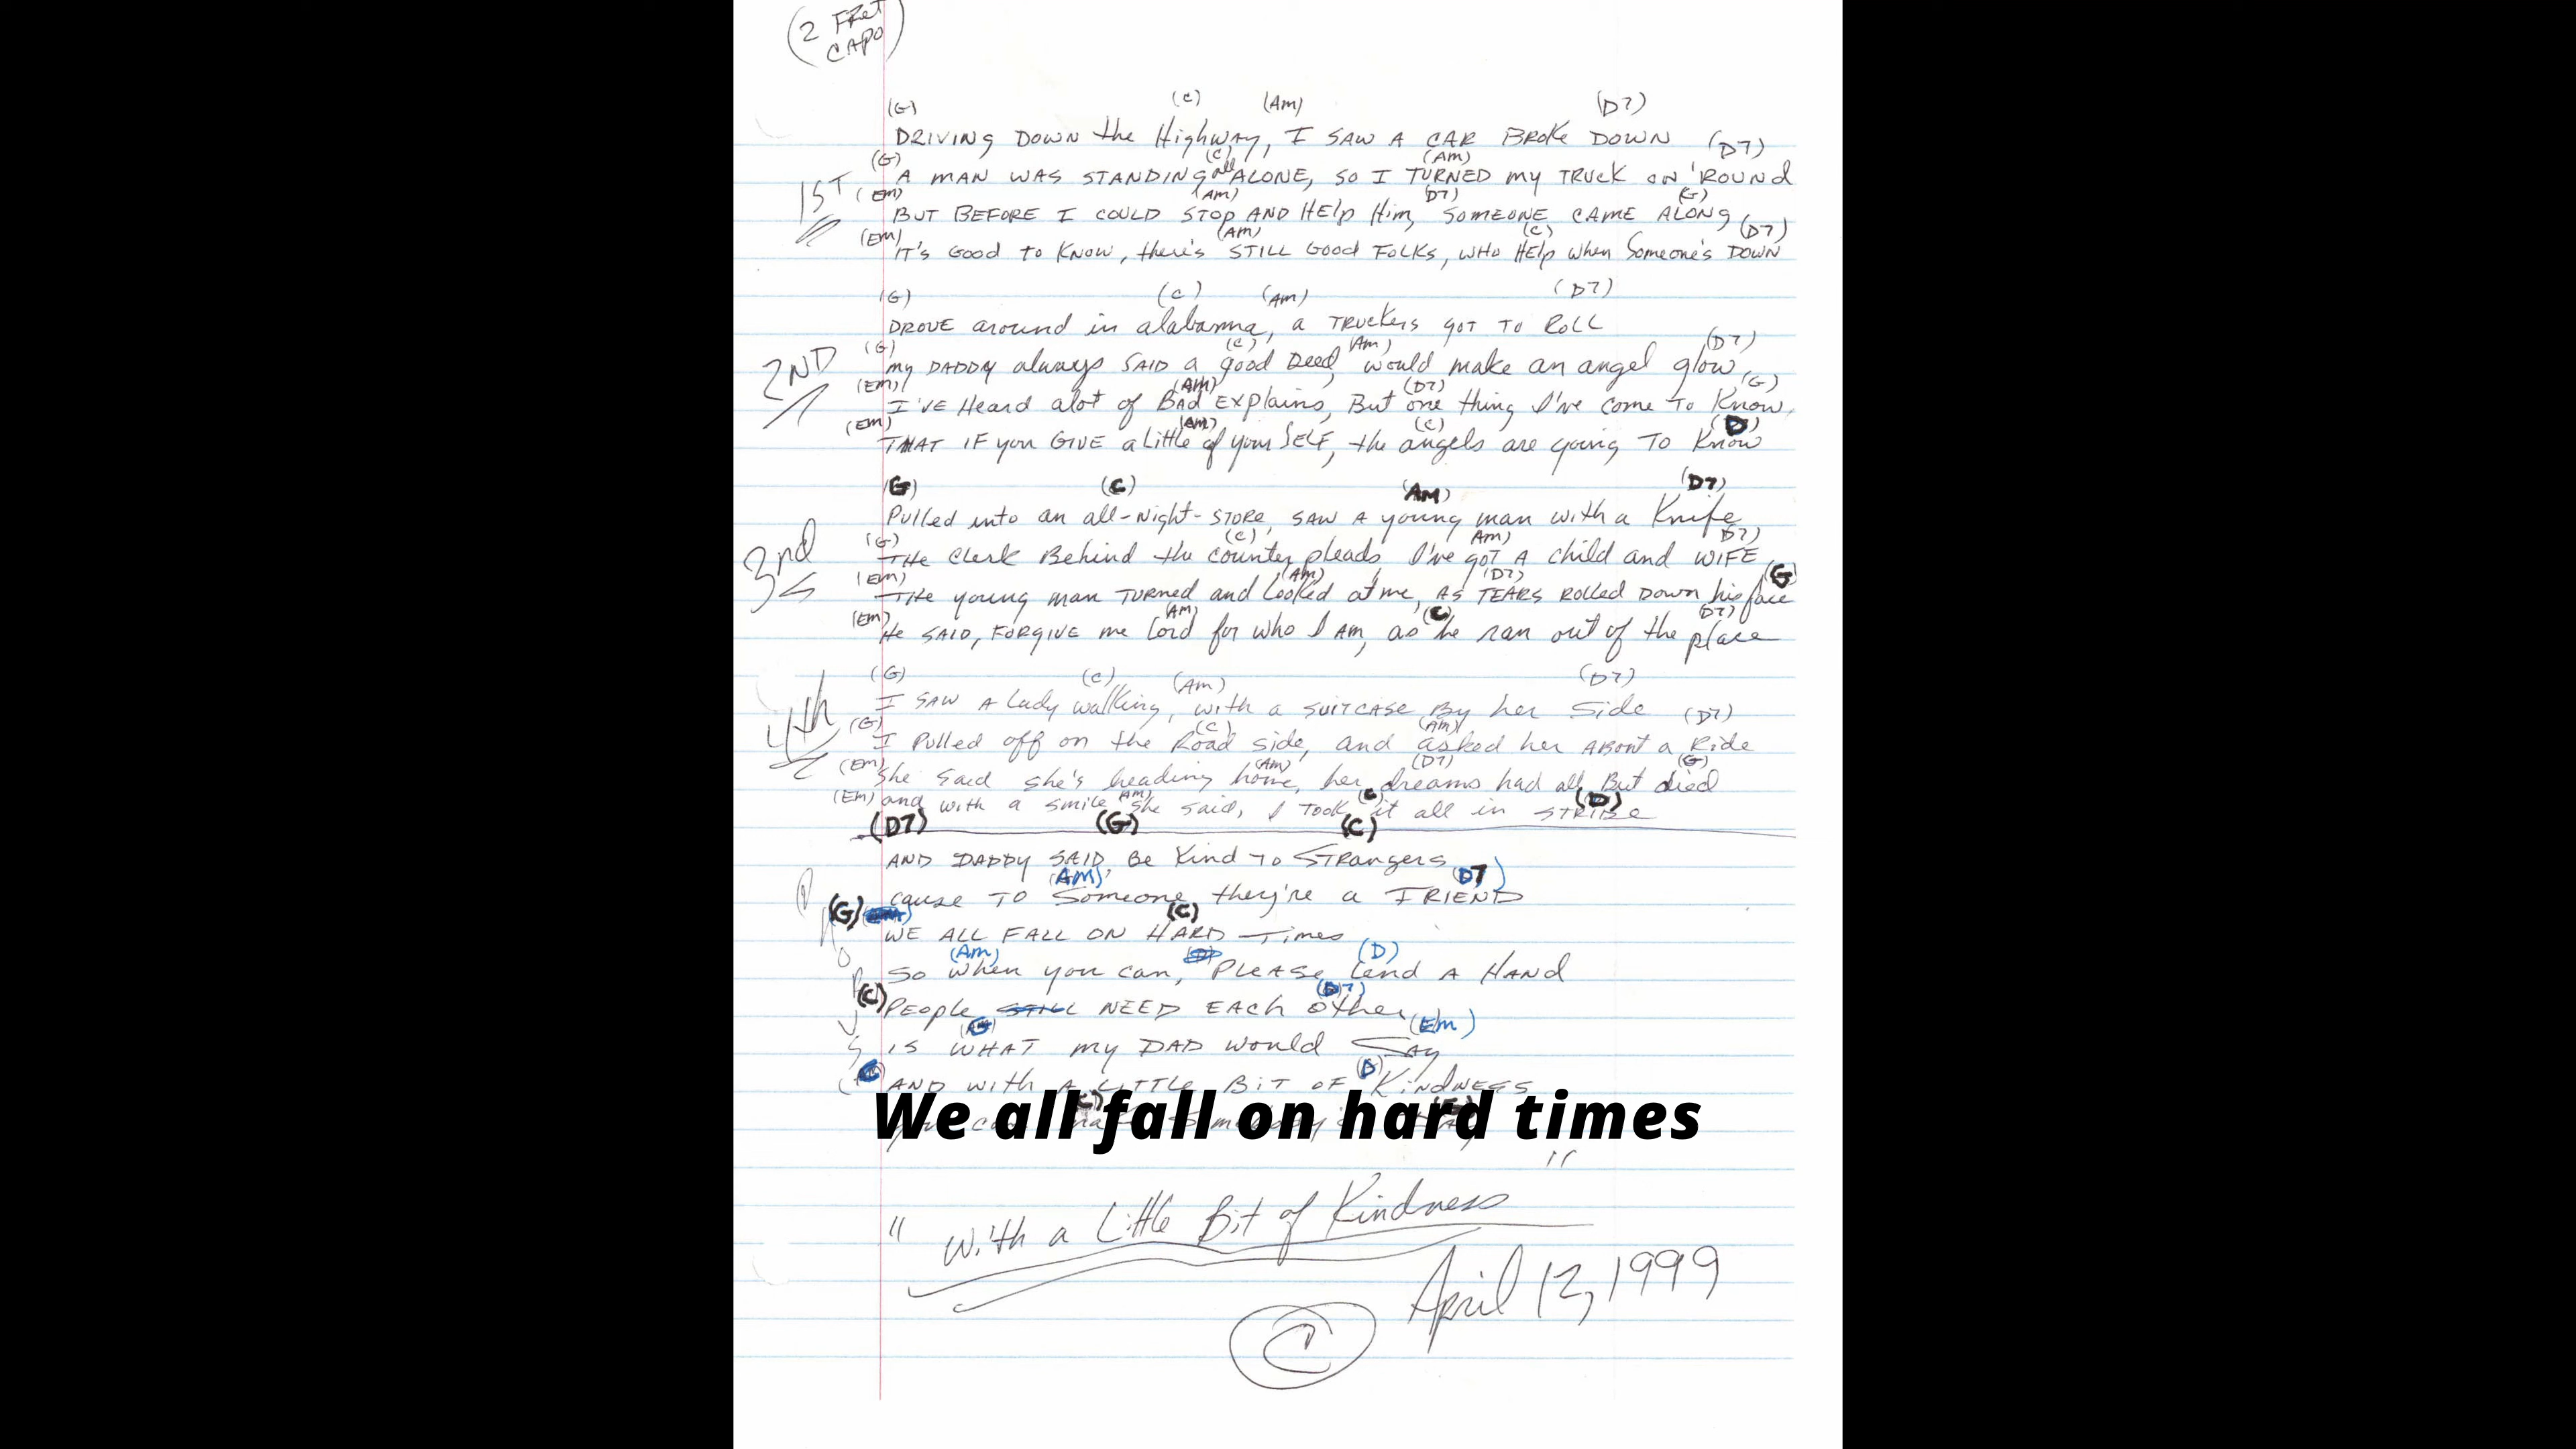 (2 FRet
CAPO)
(G) (C) (Am) (D7)
DRIVING DOWN the HighWAY, I SAW A CAR BROKE DOWN (D7)
(G) (C) (Am)
1ST A MAN WAS STANDING all ALONE, SO I TURNED my TRUCK ON 'ROUNd
(Em) (Am) (D7) (G)
BUT BEFORE I COULD STOP AND HElp Him, SOMEONE CAME ALONg (D7)
(Em) (Am) (C)
IT'S GOOD TO KNOW, there's STILL Good FOLKS, WHO HElp when Someone's DOWN
(G) (C) (Am) (D7)
DROVE around in alabamna, a TRUCKers GOT TO ROLL
(G) (C) (Am) (D7)
2ND my DADDY always SAID a good Deed, would make an angel glow,
(Em) (AM) (D7) (G)
I'VE Heard alot of BAd EXplains, But one thing I've come To Know,
(Em) (Am) (C) (D)
THAT IF you GIVE a Little of your SELF, the angels are going TO Know
(G) (C) (AM) (D7)
Pulled into an all-Night-STORe, SAW A young man with a Knife,
(G) (C) Am) D7)
3rd THe Clerk Behind the counter pleads, I've goT A child and WIFE
(Em) (Am) (D7) (G)
THe young man TURNed and Looked at me, AS TEARS ROLLed DOWn his face
(Em) (AM) (C) (D7)
He SAID, FORGIVE me Lord for who I AM, as he ran out of the place
(G) (C) (Am) (D7)
4th I SAW A Lady walking, with a SUITCASE By her Side (D7)
(G) (C) (Am)
I Pulled off on the Road side, and asked her ABOUT a Ride
(Em) (Am) (D7) (G)
She Said she's heading home, her dreams had all But died
(Em) (AM) (C) (D)
and with a smile she said, I TOOK it all in STRIDe
(D7) (G) (C)
AND DADDY SAID, Be Kind TO STRangers
(AM) (D7)
cause TO Someone they're a FRIEND
(G) (C)
WE ALL FALL ON HARD Times
(Am) (D)
SO when you can, PLEASe Lend A HANd
(C) (D7)
PEOple STILL NEED EACh Other
(G) (Em)
IS WHAT my DAD would SAy
(C) (D)
AND with A LITTLe BiT OF KiNdNESS
We all fall on hard times
"With a Little Bit of Kindness"
April 12, 1999
©